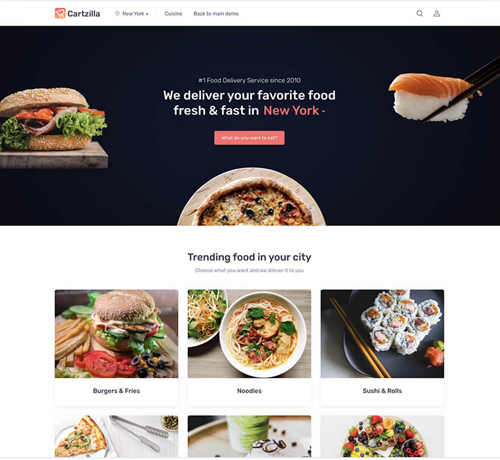 Cartzilla
New York
Cuisine
Back to main demo
#1 Food Delivery Service since 2010
We deliver your favorite food
fresh & fast in New York
What do you want to eat?
Trending food in your city
Choose what you want and we dilever it to you
Burgers & Fries
Noodles
Sushi & Rolls